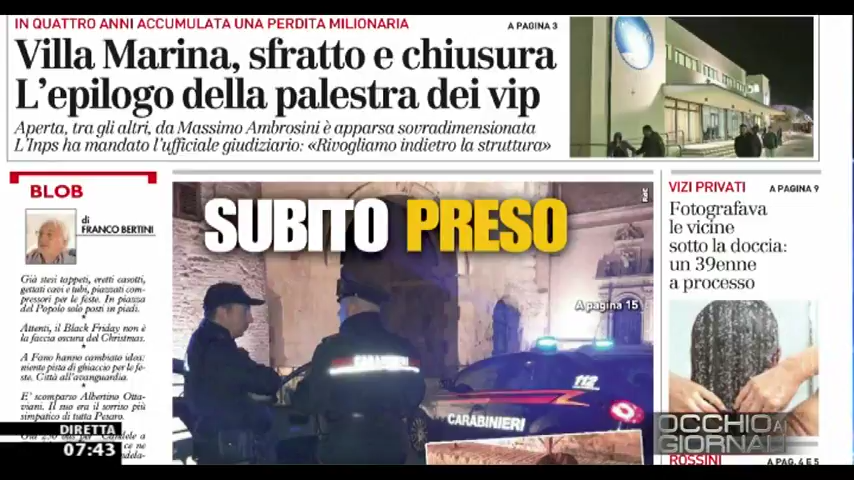 IN QUATTRO ANNI ACCUMULATA UNA PERDITA MILIONARIA
A PAGINA 3
Villa Marina, sfratto e chiusura
L'epilogo della palestra dei vip
Aperta, tra gli altri, da Massimo Ambrosini è apparsa sovradimensionata
L'Inps ha mandato l'ufficiale giudiziario: «Rivogliamo indietro la struttura»
BLOB
di
FRANCO BERTINI
Già stesi tappeti, eretti casotti,
gettati cavi e tubi, piazzati com-
pressori per le feste. In piazza
del Popolo solo posti in piedi.
*
Attenti, il Black Friday non è
la faccia oscura del Christmas.
*
A Fano hanno cambiato idea:
niente pista di ghiaccio per le fe-
ste. Città all'avanguardia.
*
E' scomparso Albertino Otta-
viani. Il suo era il sorriso più
simpatico di tutta Pesaro.
SUBITO PRESO
A pagina 15
CARABINIERI
112
CARABINIERI
VIZI PRIVATI
A PAGINA 9
Fotografava
le vicine
sotto la doccia:
un 39enne
a processo
ROSSINI
A PAG. 4 E 5
DIRETTA
07:43
OCCHIO AI
GIORNALI